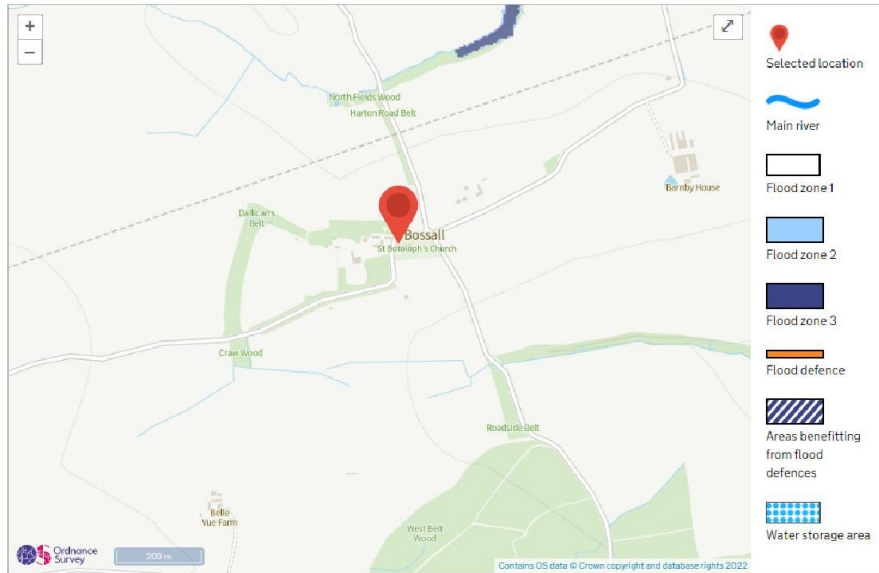 +
−
North Fields Wood
Harton Road Belt
Barnby House
Dallicarrs
Belt
Bossall
St Botolph's Church
Craw Wood
Roadside Belt
Belle
Yue Farm
West Belt
Wood
Ordnance
Survey
200 m
Contains OS data © Crown copyright and database rights 2022
Selected location
Main river
Flood zone 1
Flood zone 2
Flood zone 3
Flood defence
Areas benefitting
from flood
defences
Water storage area